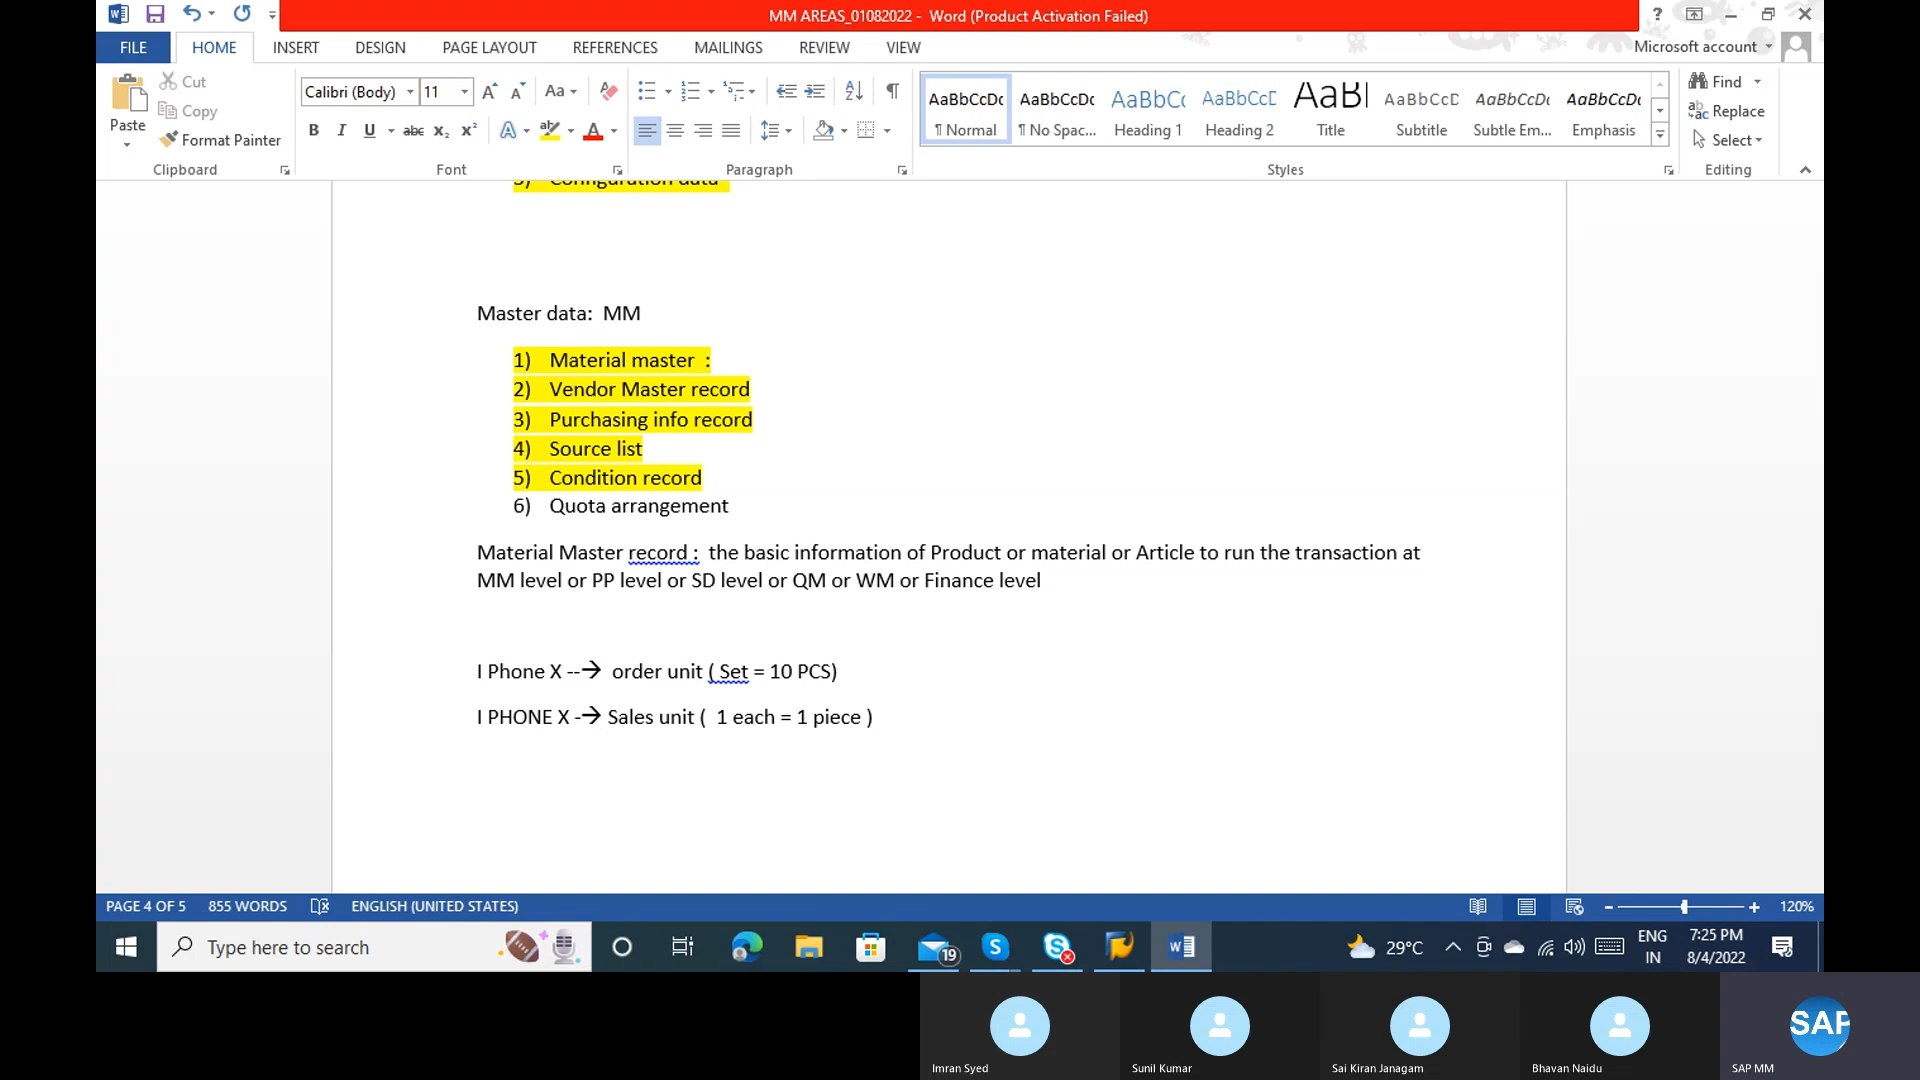 MM AREAS_01082022 - Word (Product Activation Failed)
?
FILE HOME INSERT DESIGN PAGE LAYOUT REFERENCES MAILINGS REVIEW VIEW Microsoft account
Paste
Cut
Copy
Format Painter
Clipboard
Calibri (Body) 11
Font
Paragraph
AaBbCcDc AaBbCcDc AaBbC AaBbCcD AaBl AaBbCcD AaBbCcDc AaBbCcDc
¶ Normal ¶ No Spac... Heading 1 Heading 2 Title Subtitle Subtle Em... Emphasis
Styles
Find
Replace
Select
Editing
5) Configuration data
Master data: MM
1) Material master :
2) Vendor Master record
3) Purchasing info record
4) Source list
5) Condition record
6) Quota arrangement
Material Master record : the basic information of Product or material or Article to run the transaction at
MM level or PP level or SD level or QM or WM or Finance level
I Phone X --→ order unit ( Set = 10 PCS)
I PHONE X -→ Sales unit ( 1 each = 1 piece )
PAGE 4 OF 5 855 WORDS ENGLISH (UNITED STATES) 120%
Type here to search
19
29°C
ENG
IN
7:25 PM
8/4/2022
SAP
Imran Syed Sunil Kumar Sai Kiran Janagam Bhavan Naidu SAP MM